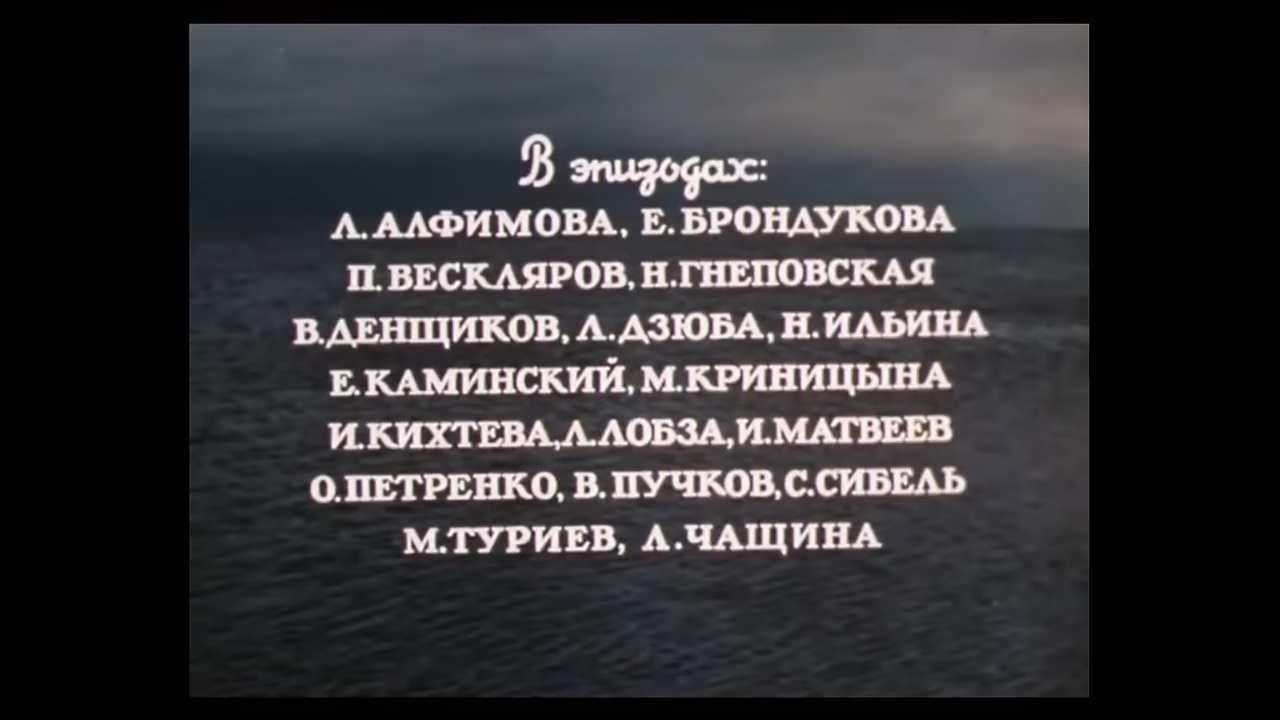 В эпизодах:
Л. АЛФИМОВА, Е. БРОНДУКОВА
П. ВЕСКЛЯРОВ, Н. ГНЕПОВСКАЯ
В. ДЕНЩИКОВ, Л. ДЗЮБА, Н. ИЛЬИНА
Е. КАМИНСКИЙ, М. КРИНИЦЫНА
И. КИХТЕВА, Л. ЛОБЗА, И. МАТВЕЕВ
О. ПЕТРЕНКО, В. ПУЧКОВ, С. СИБЕЛЬ
М. ТУРИЕВ, Л. ЧАЩИНА